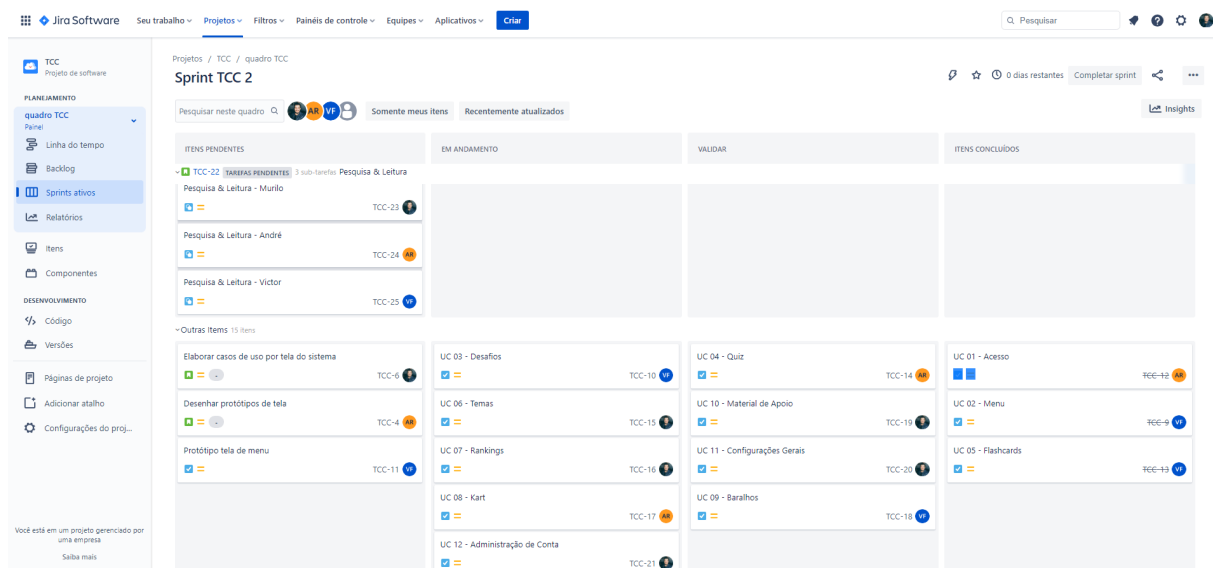 Jira Software Seu trabalho Projetos Filtros Painéis de controle Equipes Aplicativos Criar Pesquisar
TCC
Projeto de software
PLANEJAMENTO
quadro TCC
Painel
Linha do tempo
Backlog
Sprints ativos
Relatórios
Itens
Componentes
DESENVOLVIMENTO
Código
Versões
Páginas de projeto
Adicionar atalho
Configurações do proj...
Você está em um projeto gerenciado por
uma empresa
Saiba mais
Projetos / TCC / quadro TCC
Sprint TCC 2
0 dias restantes Completar sprint
Pesquisar neste quadro AR VF Somente meus itens Recentemente atualizados
Insights
ITENS PENDENTES EM ANDAMENTO VALIDAR ITENS CONCLUÍDOS
TCC-22 TAREFAS PENDENTES 3 sub-tarefas Pesquisa & Leitura
Pesquisa & Leitura - Murilo
TCC-23
Pesquisa & Leitura - André
TCC-24 AR
Pesquisa & Leitura - Victor
TCC-25 VF
Outras Items 15 itens
Elaborar casos de uso por tela do sistema
TCC-6
Desenhar protótipos de tela
TCC-4 AR
Protótipo tela de menu
TCC-11 VF
UC 03 - Desafios
TCC-10 VF
UC 06 - Temas
TCC-15
UC 07 - Rankings
TCC-16
UC 08 - Kart
TCC-17 AR
UC 12 - Administração de Conta
TCC-21
UC 04 - Quiz
TCC-14 AR
UC 10 - Material de Apoio
TCC-19
UC 11 - Configurações Gerais
TCC-20
UC 09 - Baralhos
TCC-18 VF
UC 01 - Acesso
TCC-12 AR
UC 02 - Menu
TCC-9 VF
UC 05 - Flashcards
TCC-13 VF